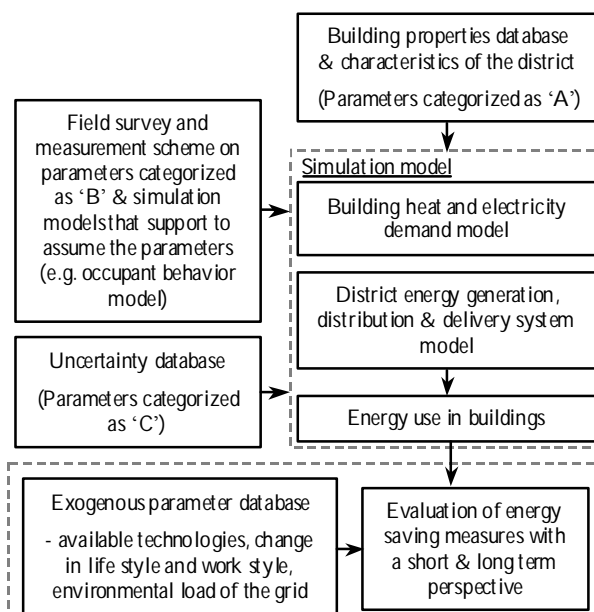 Building properties database
& characteristics of the district
(Parameters categorized as ‘A’)
Field survey and
measurement scheme on
parameters categorized
as ‘B’ & simulation
models that support to
assume the parameters
(e.g. occupant behavior
model)
Simulation model
Building heat and electricity
demand model
District energy generation,
distribution & delivery system
model
Uncertainty database
(Parameters categorized
as ‘C’)
Energy use in buildings
Exogenous parameter database
- available technologies, change
in life style and work style,
environmental load of the grid
Evaluation of energy
saving measures with
a short & long term
perspective